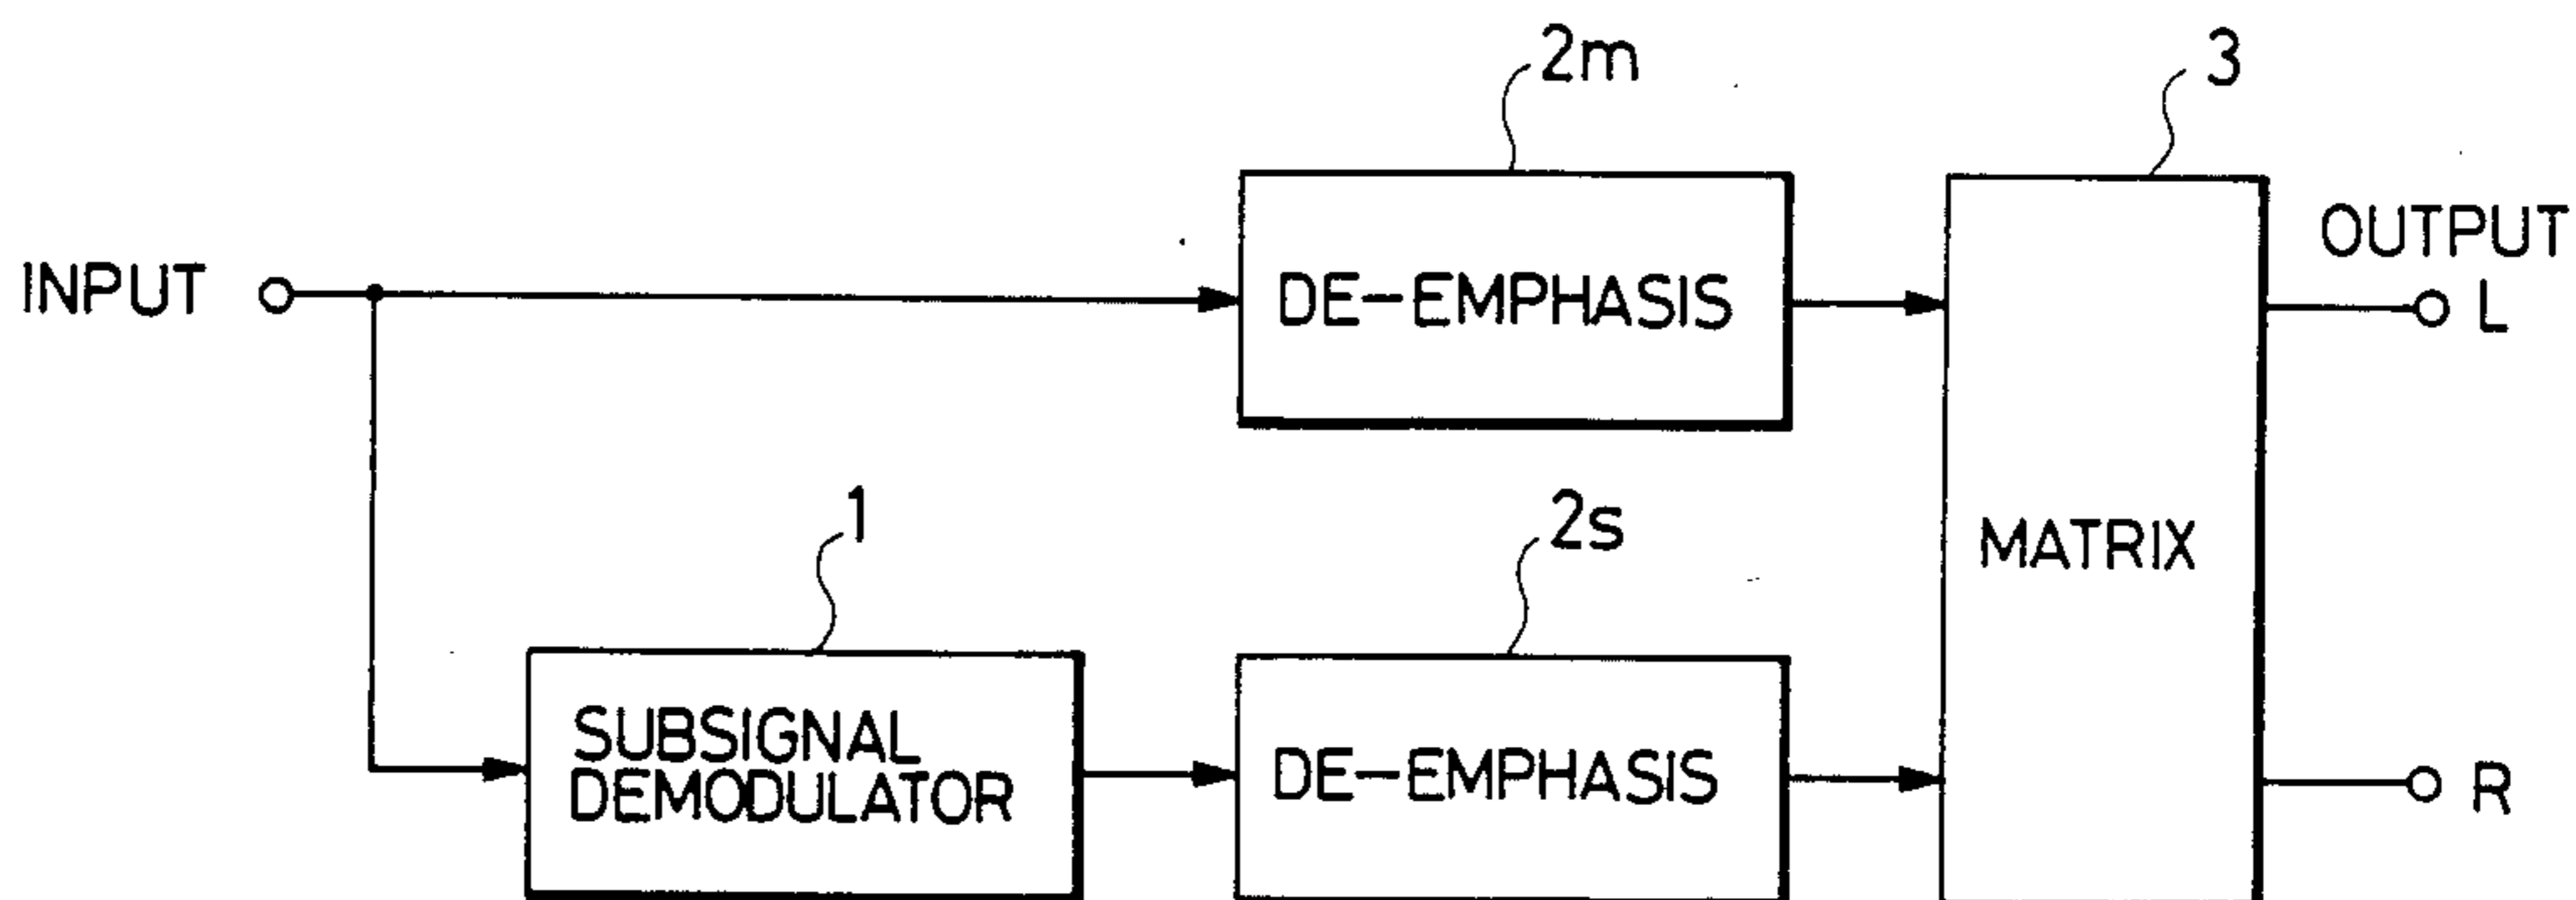 2m
3
OUTPUT
INPUT
DE-EMPHASIS
L
1
2s
MATRIX
SUBSIGNAL
DEMODULATOR
DE-EMPHASIS
R